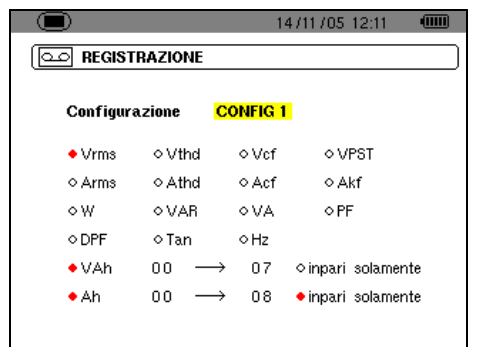 14/11/05 12:11
REGISTRAZIONE
Configurazione CONFIG 1
Vrms Vthd Vcf VPST
Arms Athd Acf Akf
W VAR VA PF
DPF Tan Hz
VAh 00 → 07 inpari solamente
Ah 00 → 08 inpari solamente